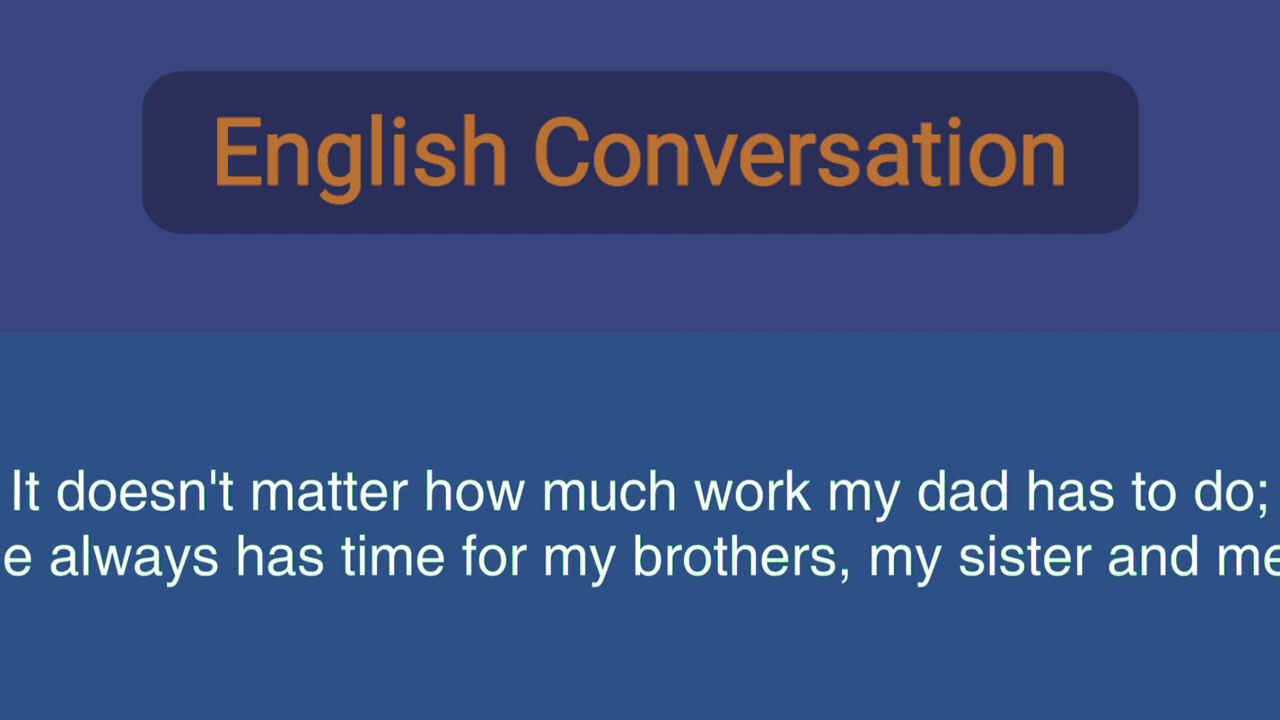 English Conversation
It doesn't matter how much work my dad has to do;
e always has time for my brothers, my sister and me